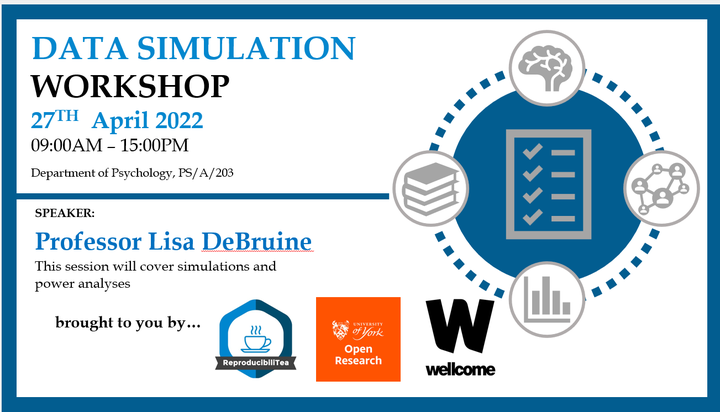 DATA SIMULATION
WORKSHOP
27TH April 2022
09:00AM – 15:00PM
Department of Psychology, PS/A/203
SPEAKER:
Professor Lisa DeBruine
This session will cover simulations and
power analyses
brought to you by...
ReproducibiliTea
UNIVERSITY
of York
Open
Research
W
wellcome